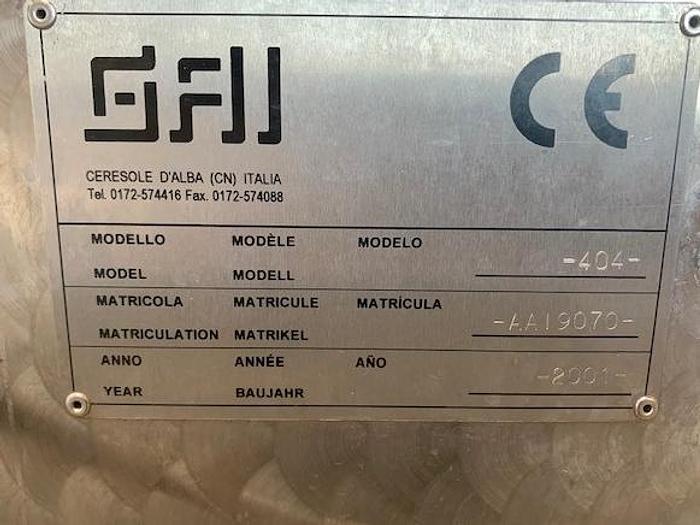 GAI CE
CERESOLE D'ALBA (CN) ITALIA
Tel. 0172-574416 Fax. 0172-574088
MODELLO MODÈLE MODELO
MODEL MODELL -404-
MATRICOLA MATRICULE MATRÍCULA
MATRICULATION MATRIKEL -AA19070-
ANNO ANNÉE AÑO
YEAR BAUJAHR -2001-